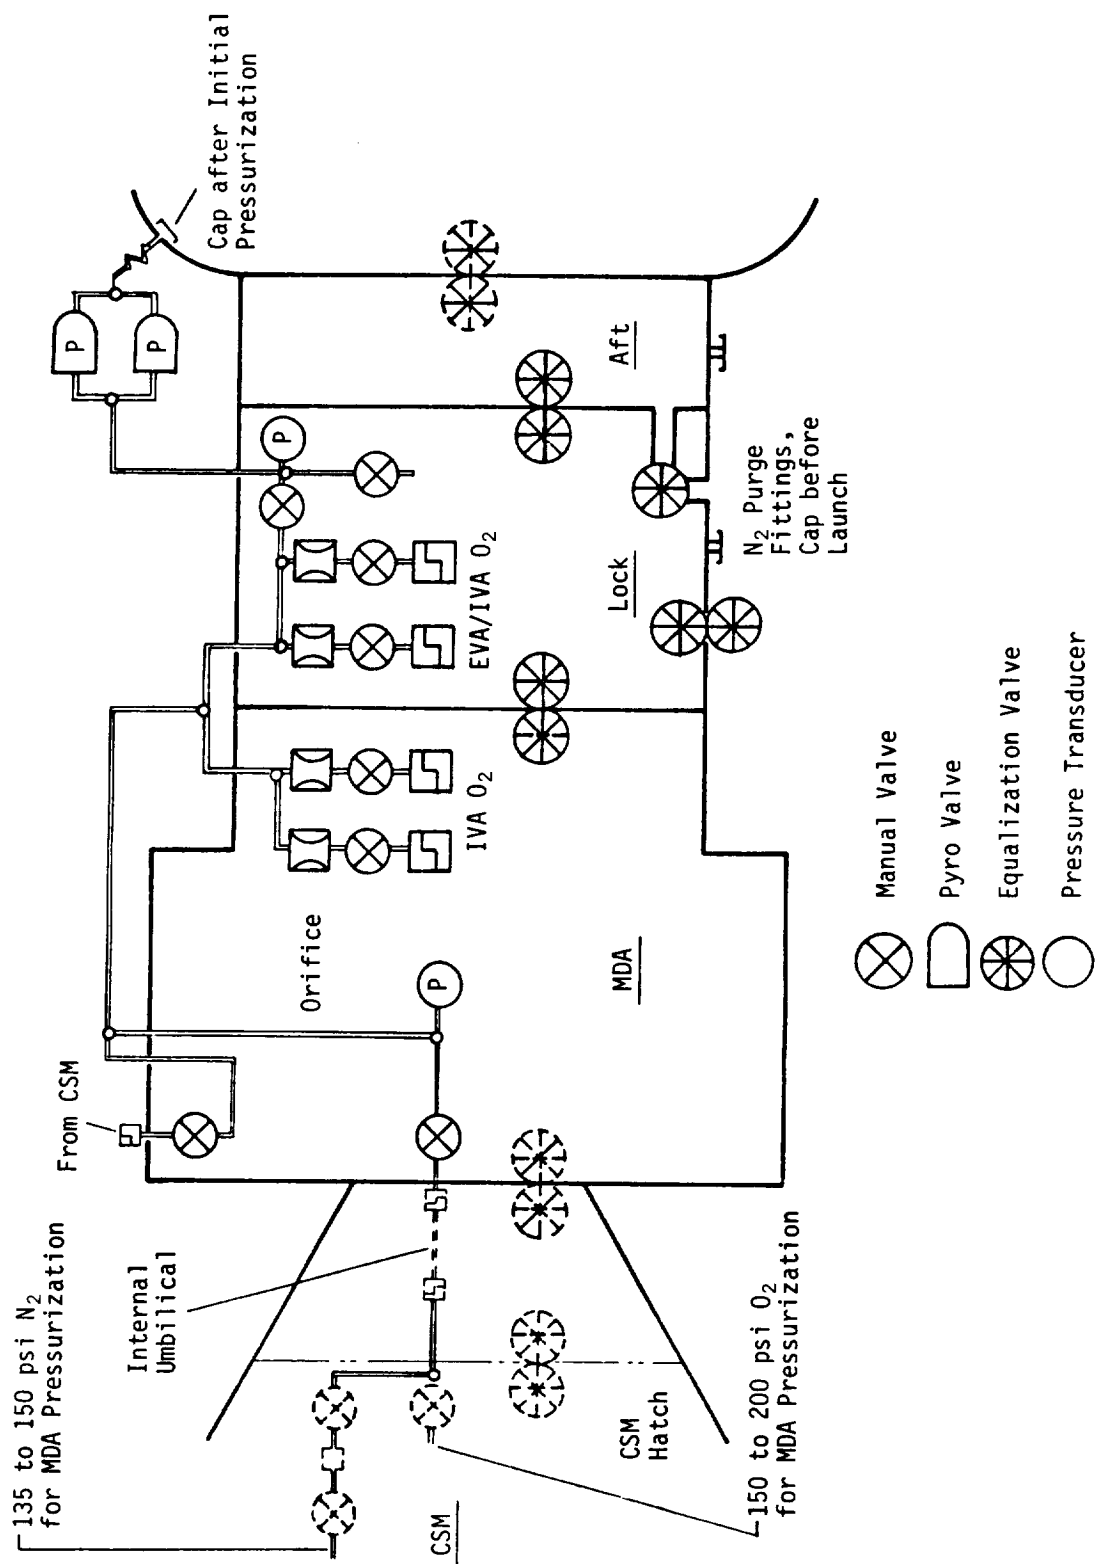 135 to 150 psi N2
for MDA Pressurization
From CSM
Internal
Umbilical
Orifice
P
P
P
P
Cap after Initial
Pressurization
IVA O2
EVA/IVA O2
CSM
CSM
Hatch
MDA
Lock
Aft
150 to 200 psi O2
for MDA Pressurization
N2 Purge
Fittings,
Cap before
Launch
Manual Valve
Pyro Valve
Equalization Valve
Pressure Transducer